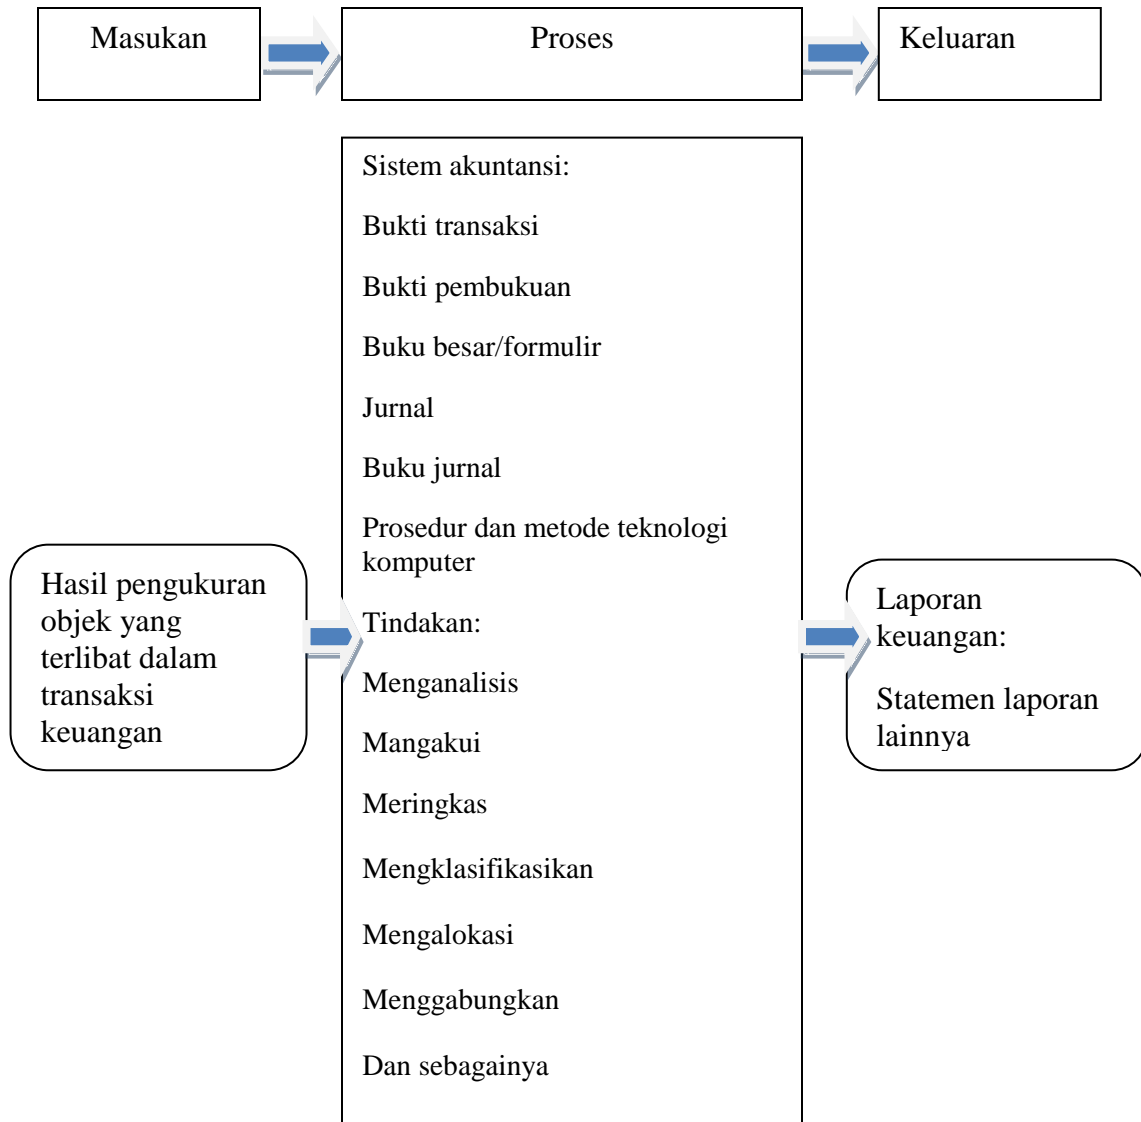 Masukan
Proses
Keluaran
Sistem akuntansi:
Bukti transaksi
Bukti pembukuan
Buku besar/formulir
Jurnal
Buku jurnal
Prosedur dan metode teknologi
komputer
Tindakan:
Menganalisis
Mangakui
Meringkas
Mengklasifikasikan
Mengalokasi
Menggabungkan
Dan sebagainya
Hasil pengukuran
objek yang
terlibat dalam
transaksi
keuangan
Laporan
keuangan:
Statemen laporan
lainnya